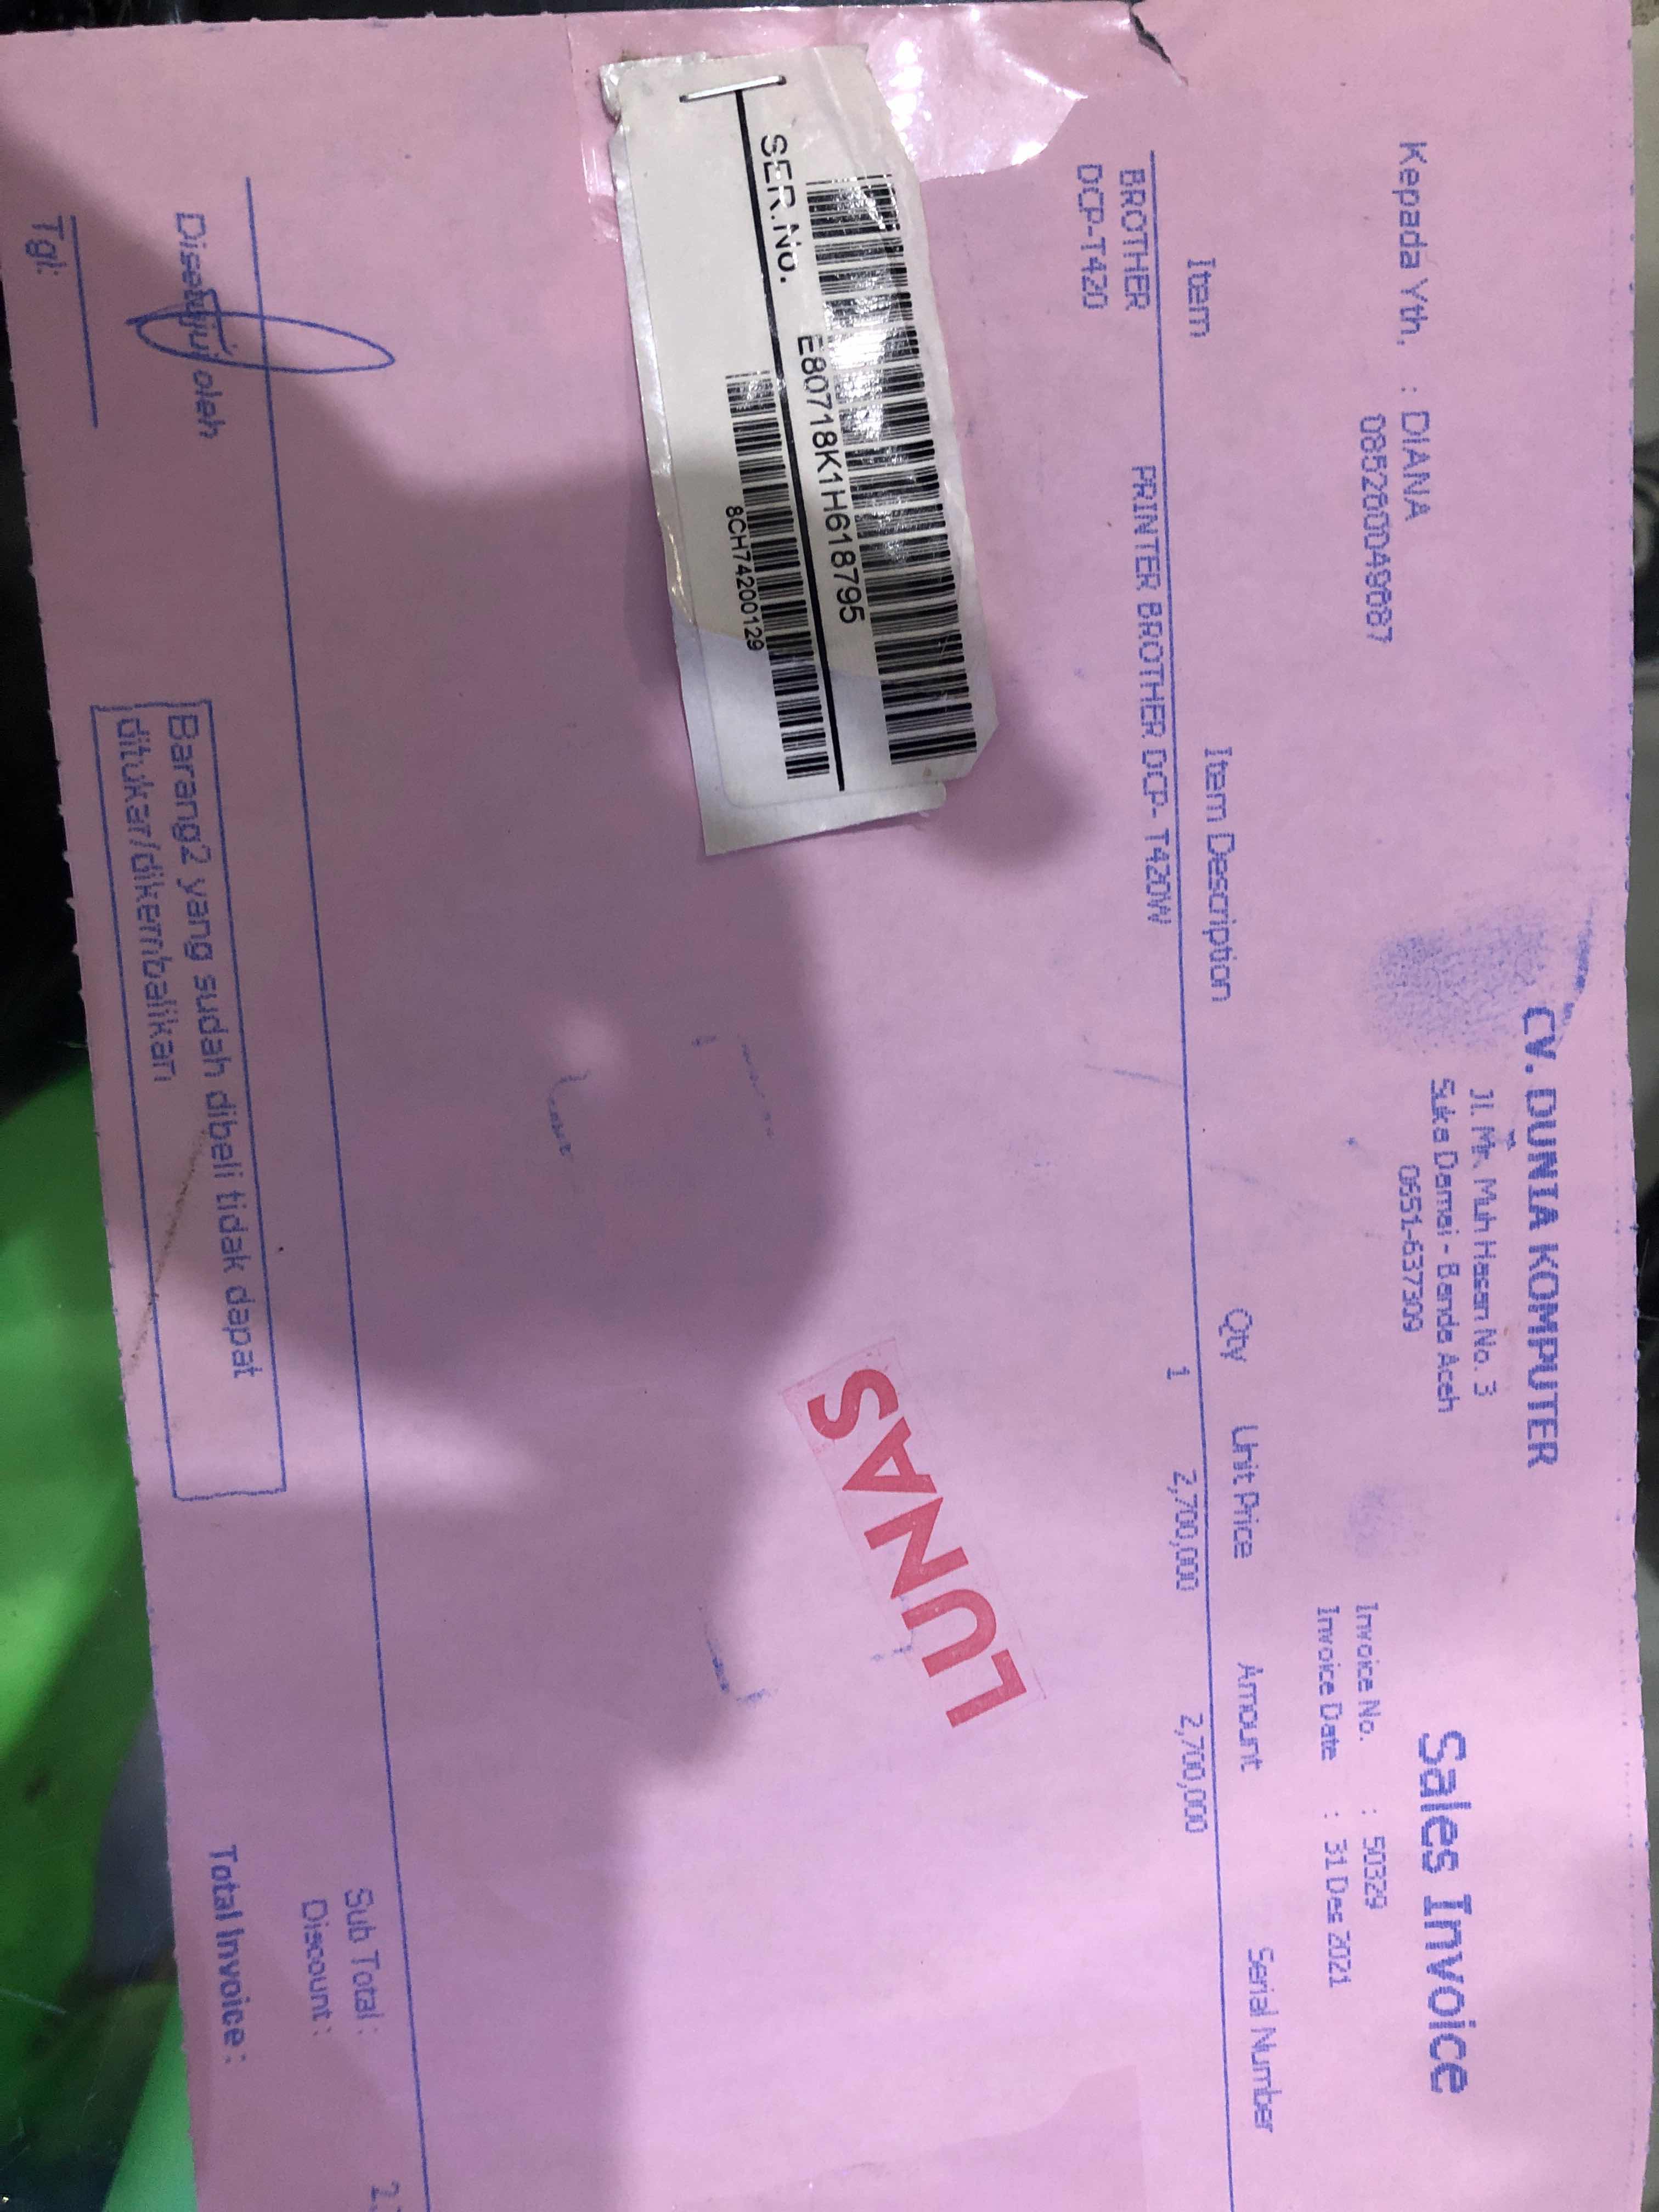 CV. DUNIA KOMPUTER
Jl. Mr. Muh Hasan No. 3
Suka Damai - Banda Aceh
0651-637309
Sales Invoice
Kepada Yth. : DIANA
Invoice No. : 50329
Invoice Date : 31 Des 2021
Item Item Description Qty Unit Price Amount Serial Number
BROTHER PRINTER BROTHER DCP- T420W 1 2,700,000 2,700,000
DCP-T420
SER.No. E80718K1H618795
8CH74200129
LUNAS
Sub Total :
Discount :
Total Invoice :
Disetujui oleh
Tgl:
Barang2 yang sudah dibeli tidak dapat
ditukar/dikembalikan